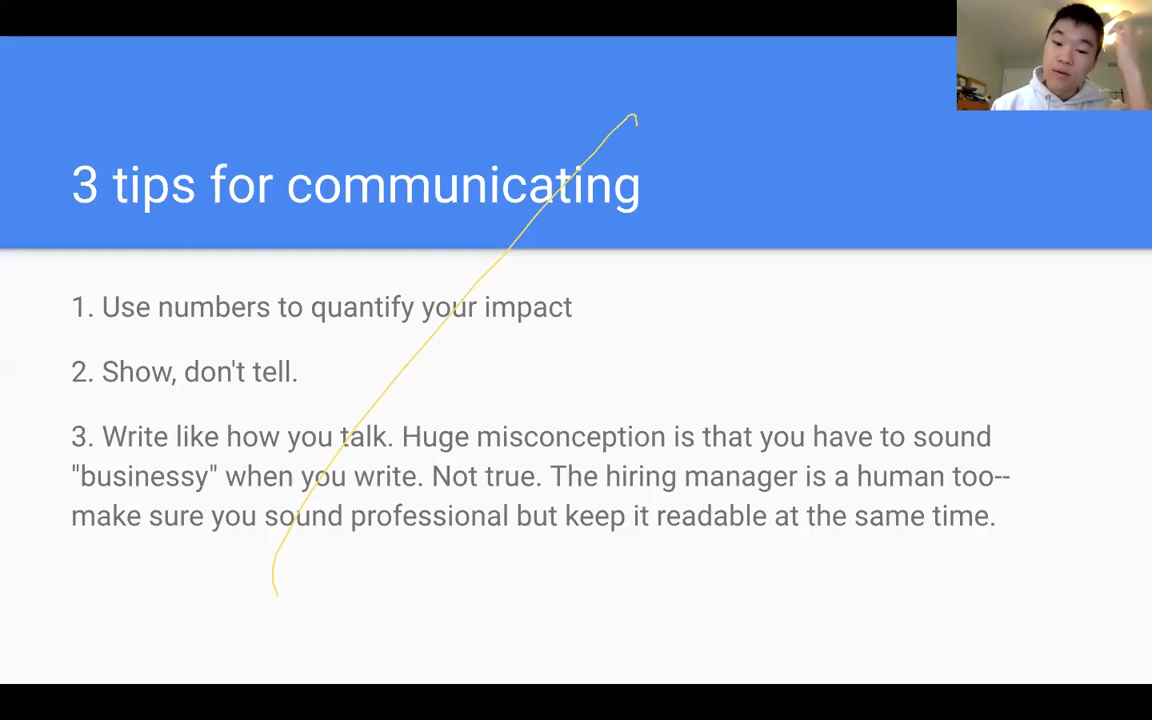 3 tips for communicating
1. Use numbers to quantify your impact
2. Show, don't tell.
3. Write like how you talk. Huge misconception is that you have to sound
"businessy" when you write. Not true. The hiring manager is a human too--
make sure you sound professional but keep it readable at the same time.